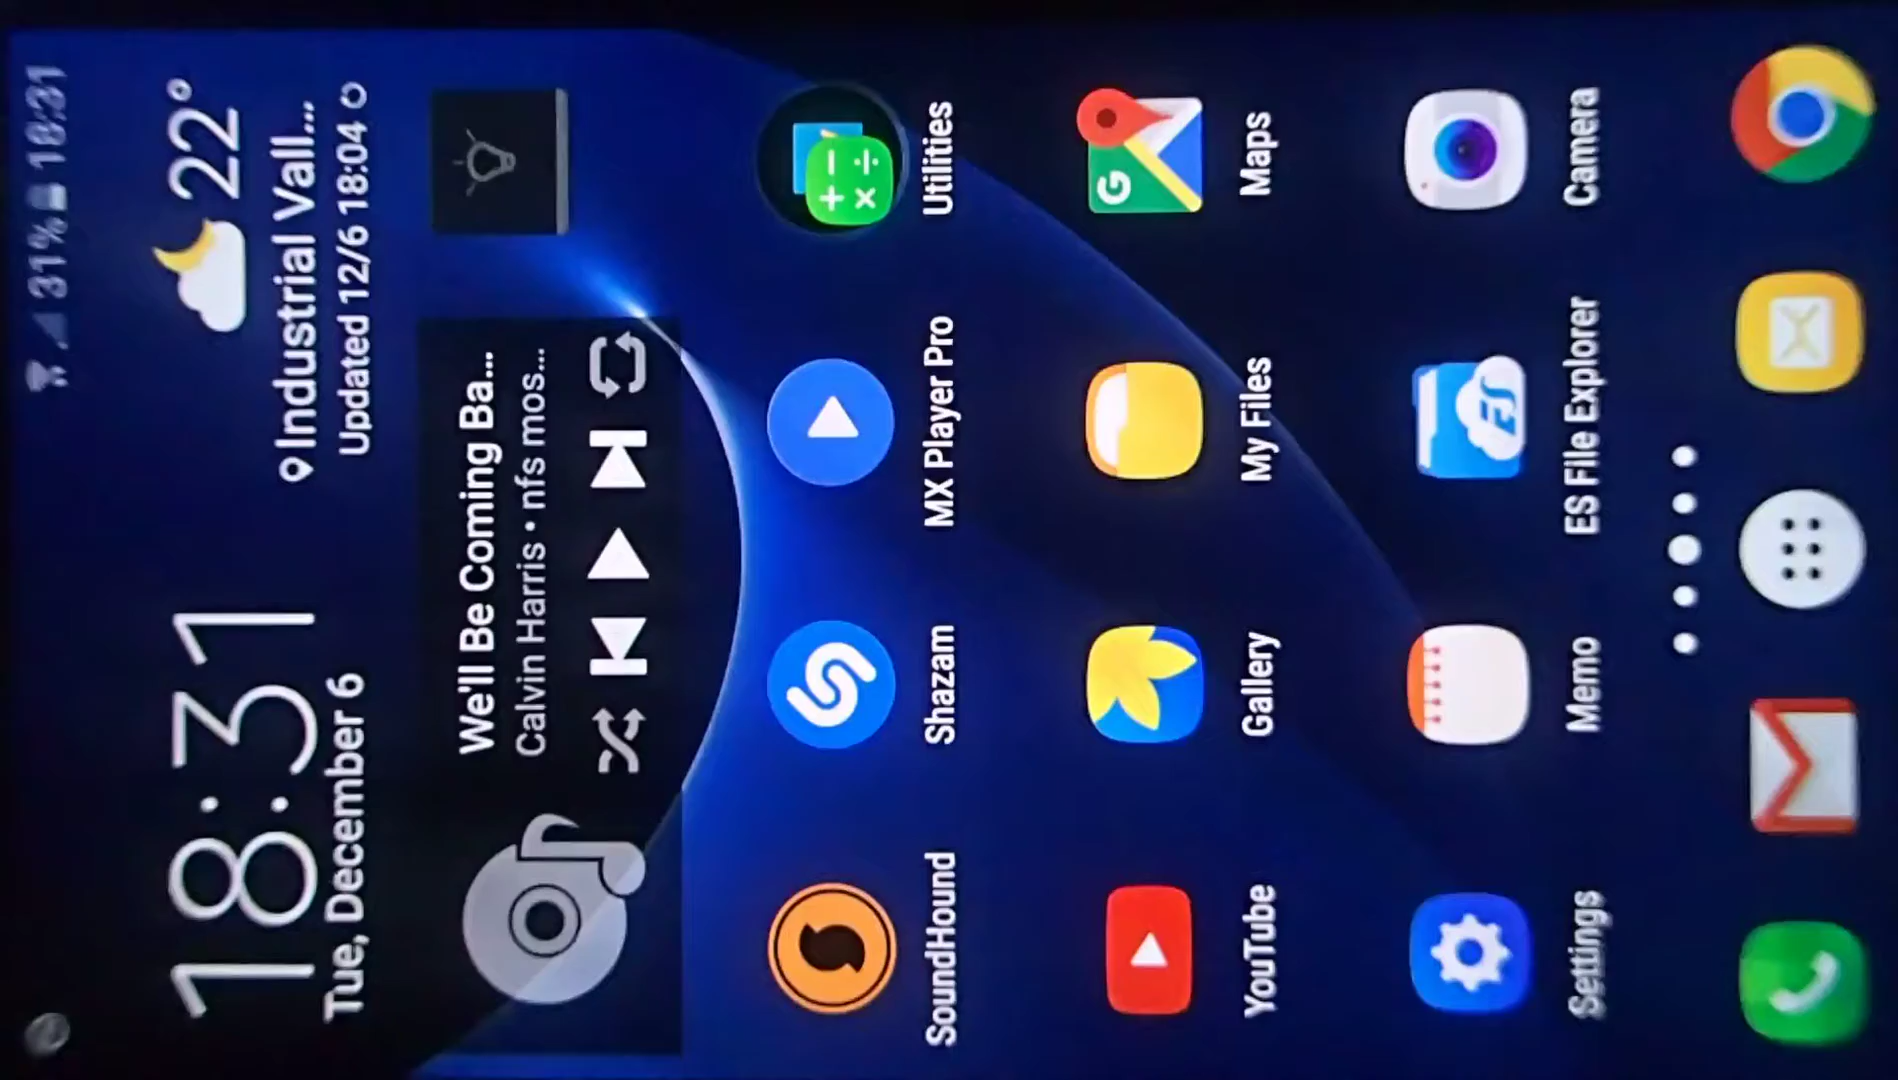 31% 18:31
18:31
Tue, December 6
22°
Industrial Vall...
Updated 12/6 18:04
We'll Be Coming Ba...
Calvin Harris • nfs mos...
SoundHound
Shazam
MX Player Pro
Utilities
YouTube
Gallery
My Files
Maps
G
Settings
Memo
ES File Explorer
ES
Camera